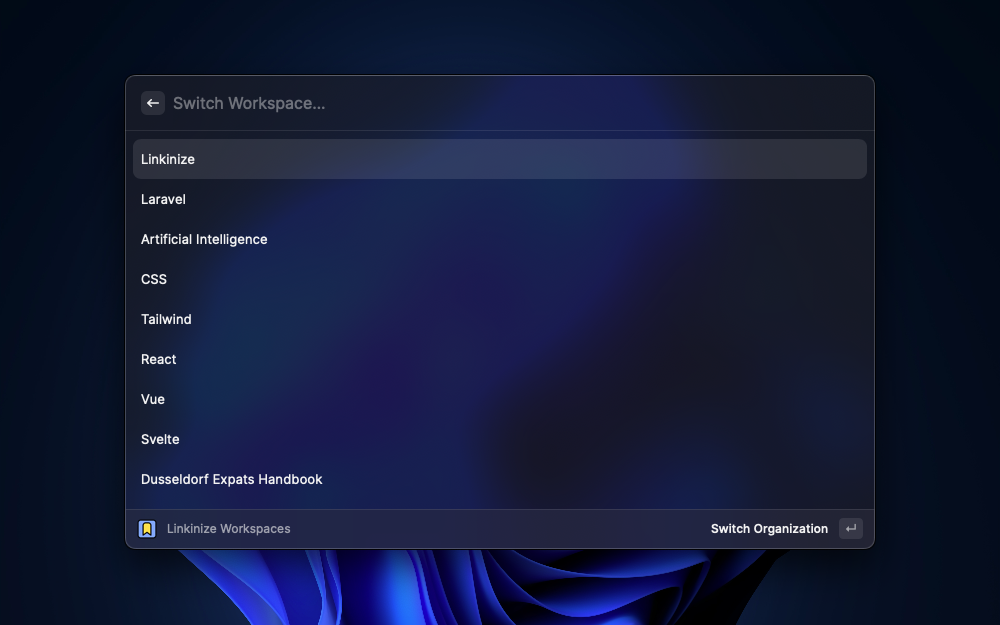 Switch Workspace...
Linkinize
Laravel
Artificial Intelligence
CSS
Tailwind
React
Vue
Svelte
Dusseldorf Expats Handbook
Linkinize Workspaces
Switch Organization